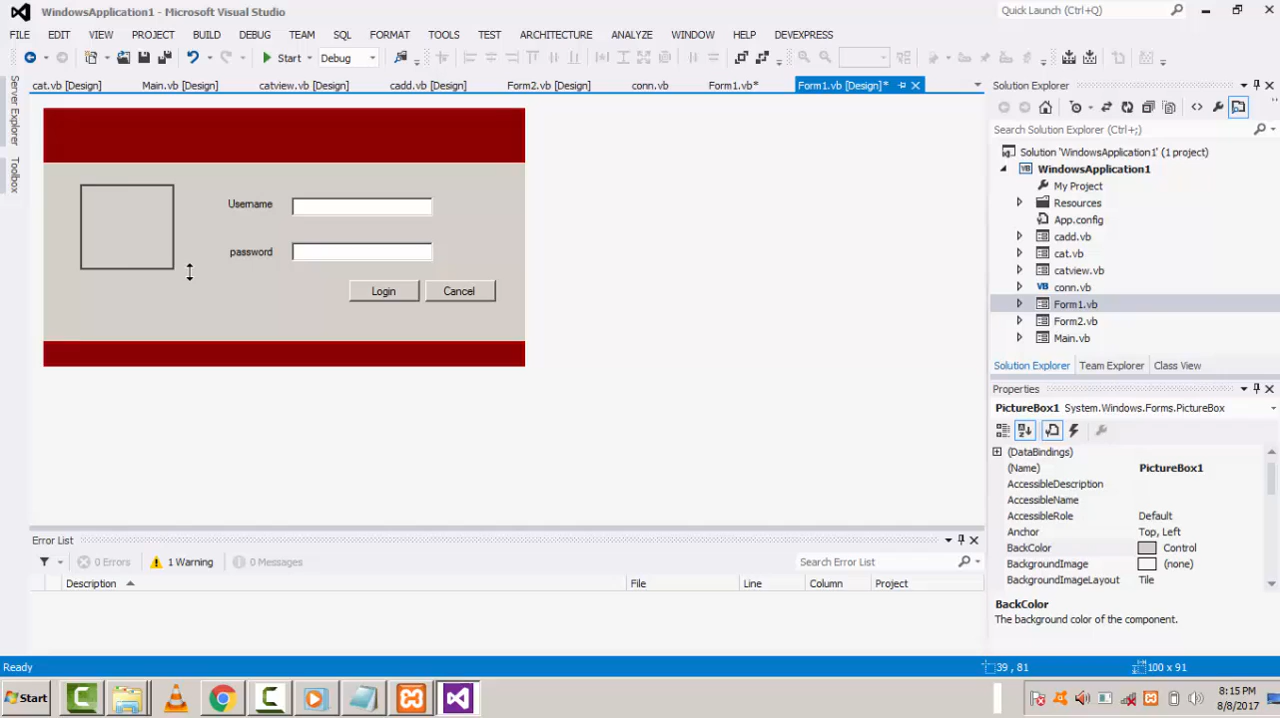 WindowsApplication1 - Microsoft Visual Studio
Quick Launch (Ctrl+Q)
FILE EDIT VIEW PROJECT BUILD DEBUG TEAM SQL FORMAT TOOLS TEST ARCHITECTURE ANALYZE WINDOW HELP DEVEXPRESS
Start Debug
cat.vb [Design] Main.vb [Design] catview.vb [Design] cadd.vb [Design] Form2.vb [Design] conn.vb Form1.vb* Form1.vb [Design]*
Server Explorer
Toolbox
Username
password
Login Cancel
Solution Explorer
Search Solution Explorer (Ctrl+;)
Solution 'WindowsApplication1' (1 project)
WindowsApplication1
My Project
Resources
App.config
cadd.vb
cat.vb
catview.vb
conn.vb
Form1.vb
Form2.vb
Main.vb
Solution Explorer Team Explorer Class View
Properties
PictureBox1 System.Windows.Forms.PictureBox
(DataBindings)
(Name) PictureBox1
AccessibleDescription
AccessibleName
AccessibleRole Default
Anchor Top, Left
BackColor Control
BackgroundImage (none)
BackgroundImageLayout Tile
BackColor
The background color of the component.
Error List
0 Errors 1 Warning 0 Messages
Search Error List
Description File Line Column Project
Ready
39 , 81
100 x 91
Start
8:15 PM
8/8/2017